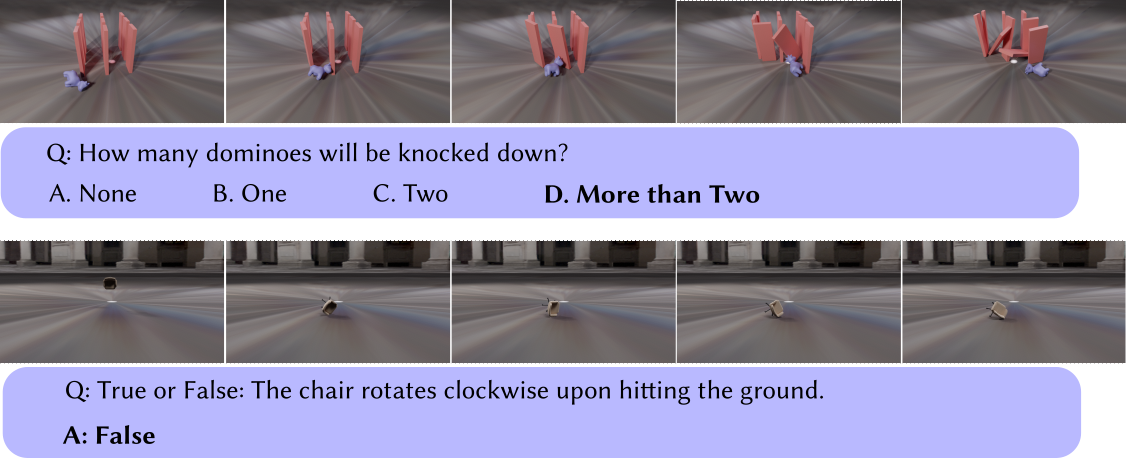 Q: How many dominoes will be knocked down?
A. None B. One C. Two D. More than Two
Q: True or False: The chair rotates clockwise upon hitting the ground.
A: False